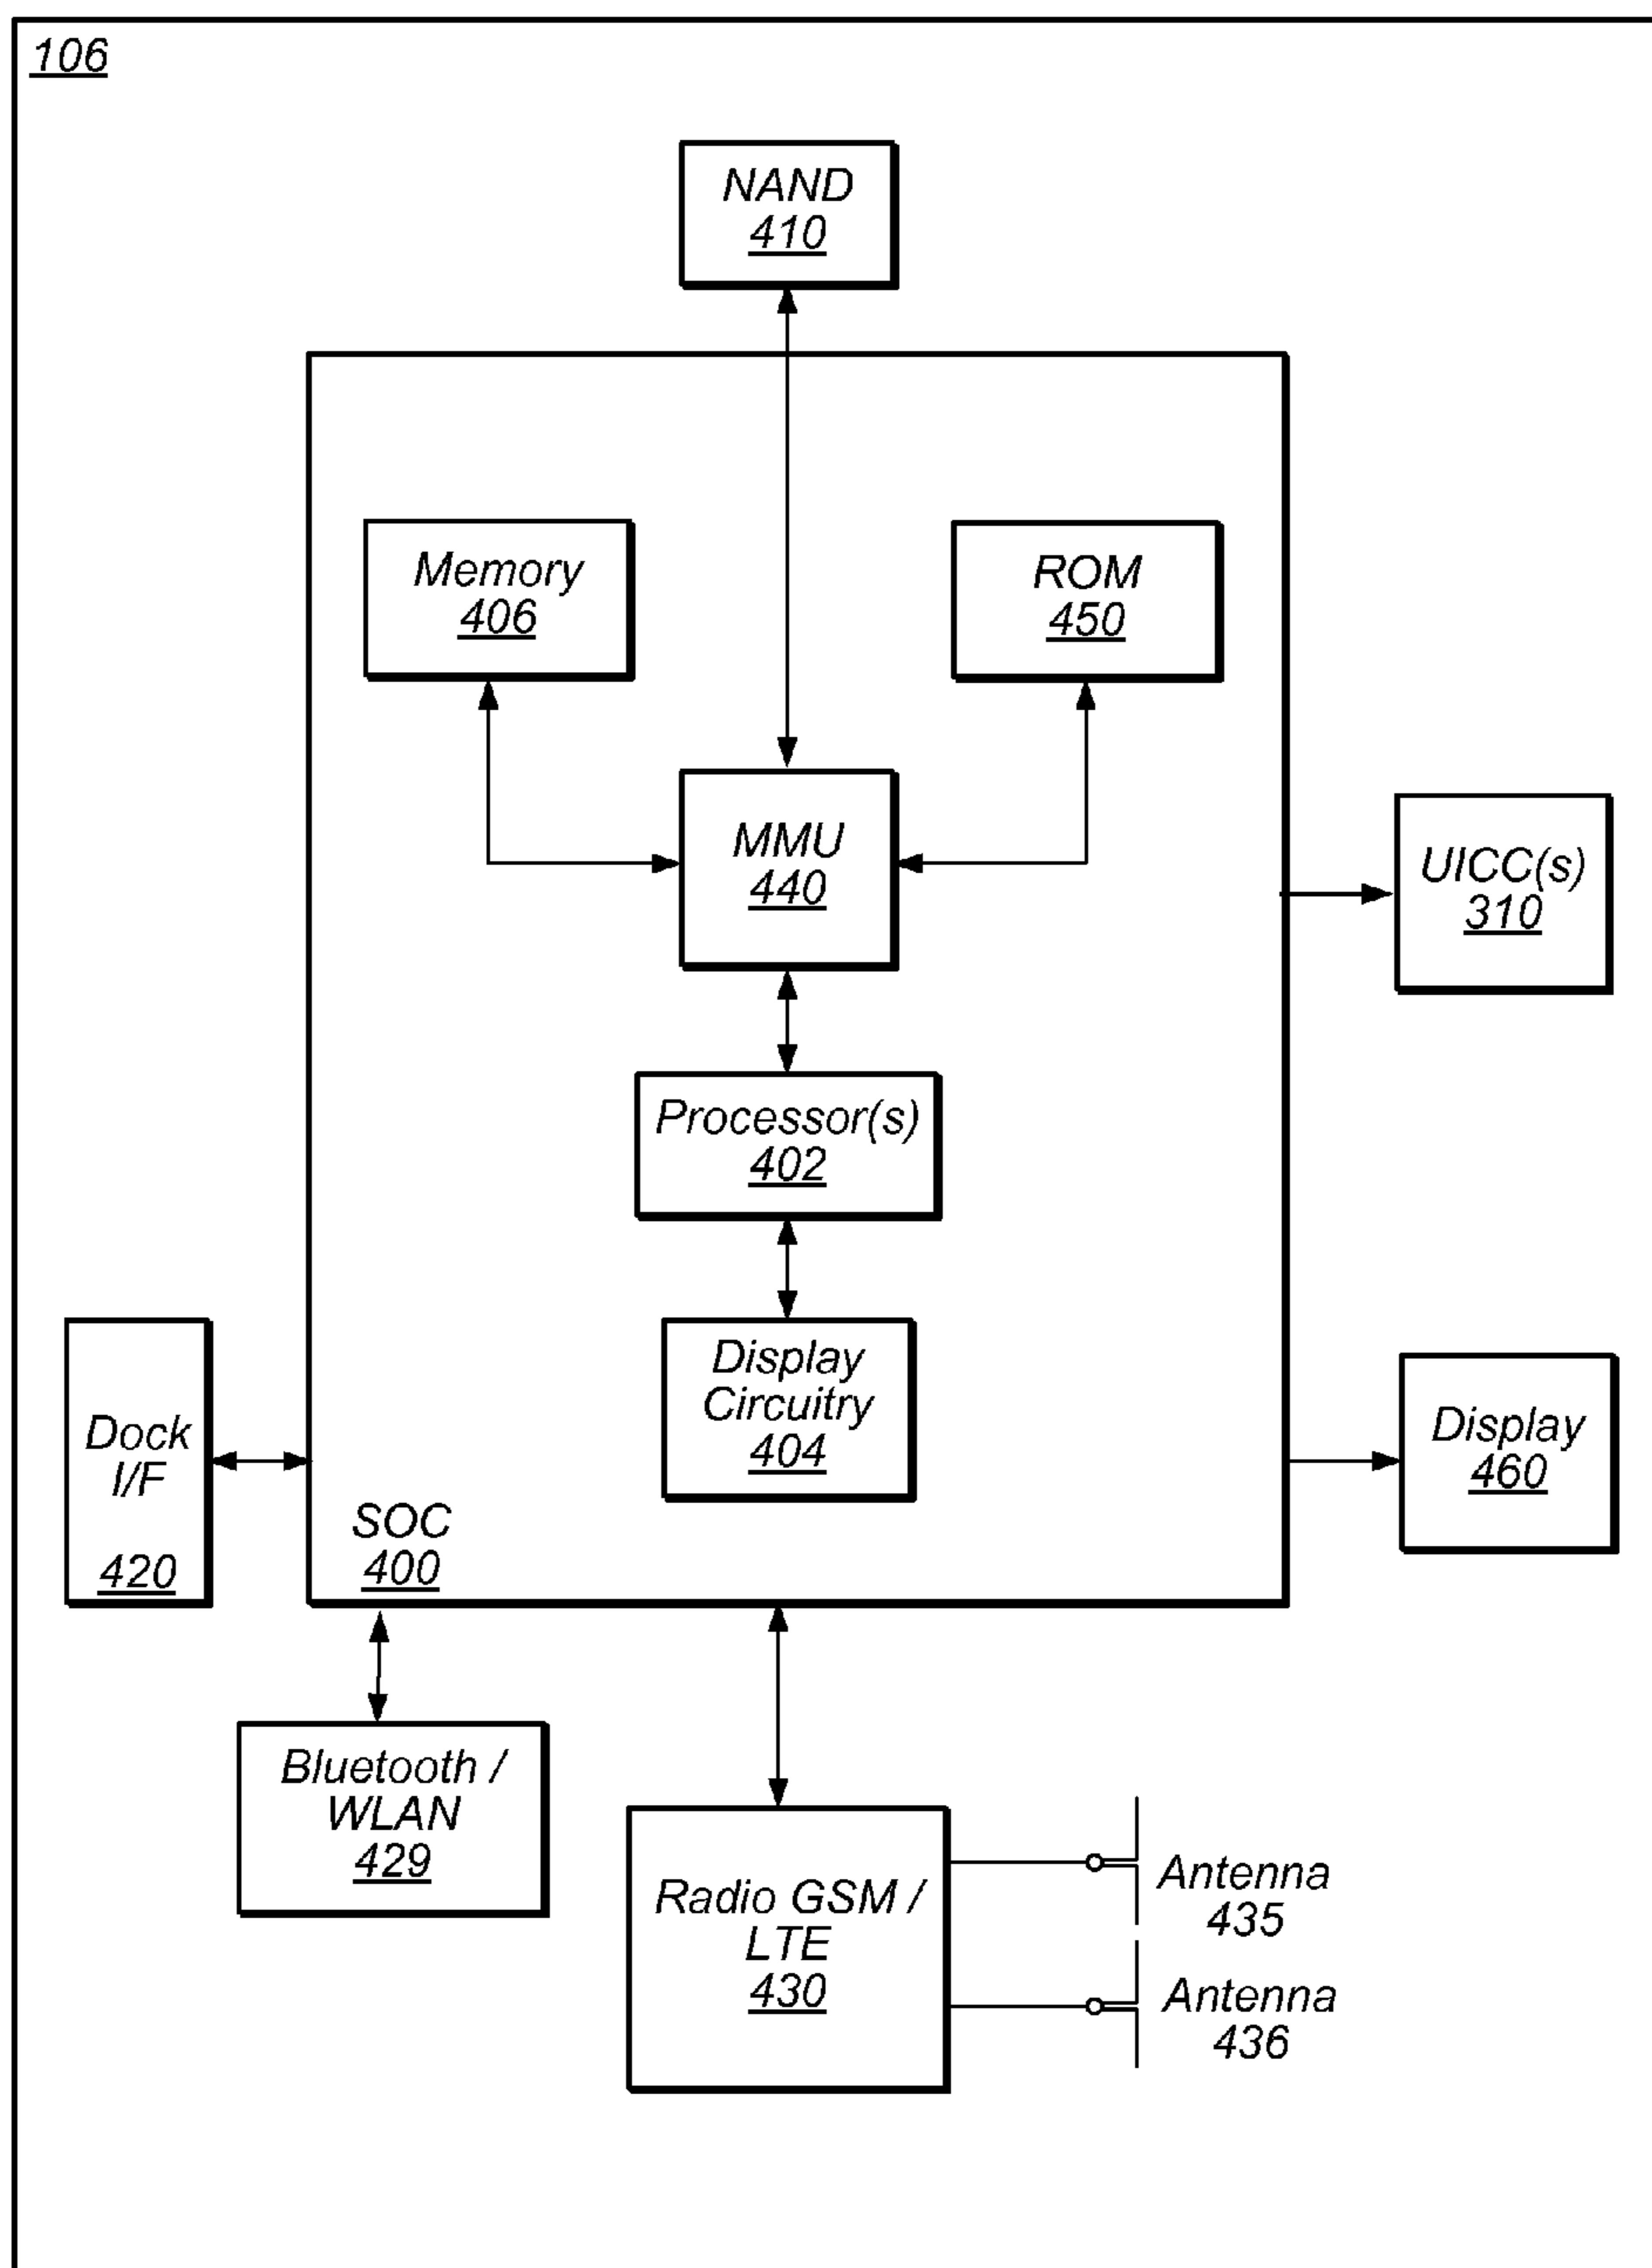 106
NAND
410
Memory
406
ROM
450
MMU
440
UICC(s)
310
Processor(s)
402
Display
Circuitry
404
Dock
I/F
420
Display
460
SOC
400
Bluetooth /
WLAN
429
Radio GSM /
LTE
430
Antenna
435
Antenna
436